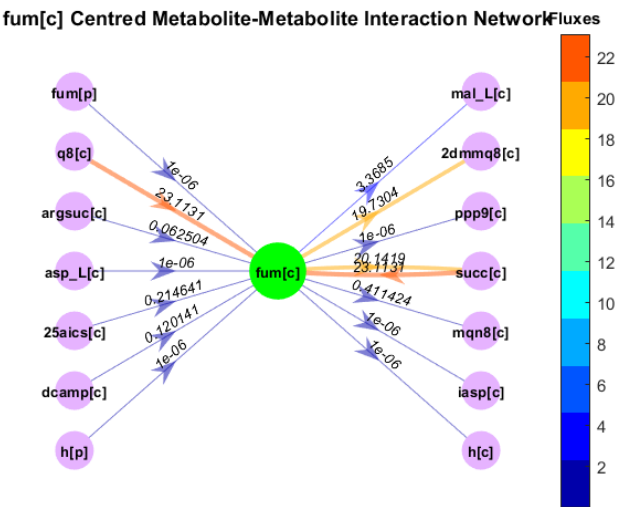 fum[c] Centred Metabolite-Metabolite Interaction Network
Fluxes
fum[p]
q8[c]
argsuc[c]
asp_L[c]
25aics[c]
dcamp[c]
h[p]
1e-06
23.1131
0.062504
1e-06
0.214641
0.120141
1e-06
fum[c]
3.3685
19.7304
1e-06
20.1419
23.1131
0.411424
1e-06
1e-06
mal_L[c]
2dmmq8[c]
ppp9[c]
succ[c]
mqn8[c]
iasp[c]
h[c]
22
20
18
16
14
12
10
8
6
4
2